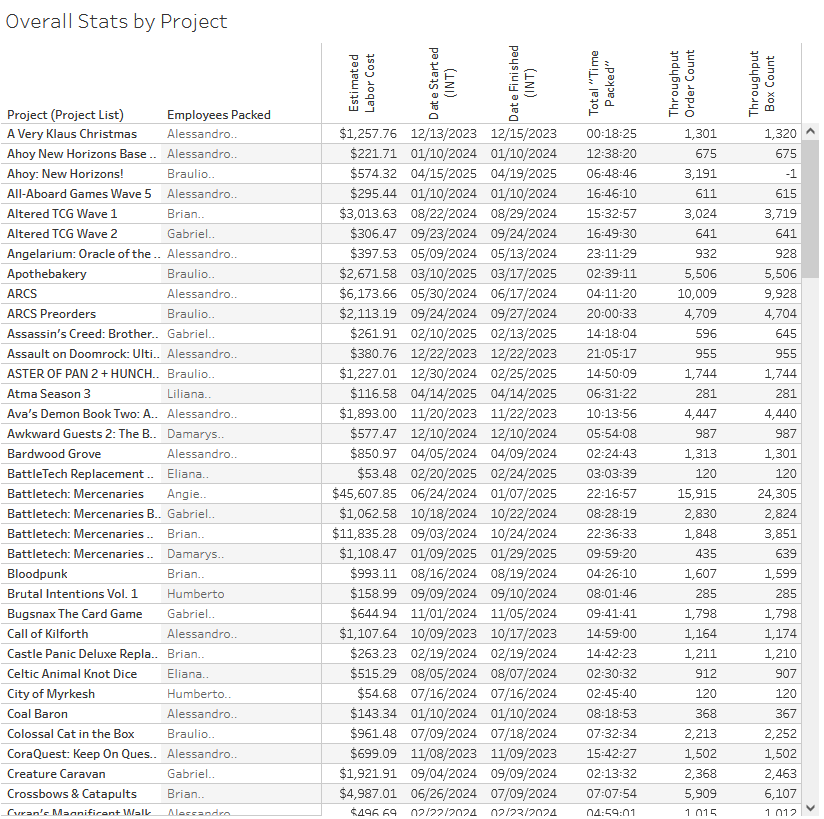 Overall Stats by Project
Project (Project List) Employees Packed Estimated Labor Cost Date Started (INT) Date Finished (INT) Total "Time Packed" Throughput Order Count Throughput Box Count
A Very Klaus Christmas Alessandro.. $1,257.76 12/13/2023 12/15/2023 00:18:25 1,301 1,320
Ahoy New Horizons Base .. Alessandro.. $221.71 01/10/2024 01/10/2024 12:38:20 675 675
Ahoy: New Horizons! Braulio.. $574.32 04/15/2025 04/19/2025 06:48:46 3,191 -1
All-Aboard Games Wave 5 Alessandro.. $295.44 01/10/2024 01/10/2024 16:46:10 611 615
Altered TCG Wave 1 Brian.. $3,013.63 08/22/2024 08/29/2024 15:32:57 3,024 3,719
Altered TCG Wave 2 Gabriel.. $306.47 09/23/2024 09/24/2024 16:49:30 641 641
Angelarium: Oracle of the .. Alessandro.. $397.53 05/09/2024 05/13/2024 23:11:29 932 928
Apothebakery Braulio.. $2,671.58 03/10/2025 03/17/2025 02:39:11 5,506 5,506
ARCS Alessandro.. $6,173.66 05/30/2024 06/17/2024 04:11:20 10,009 9,928
ARCS Preorders Braulio.. $2,113.19 09/24/2024 09/27/2024 20:00:33 4,709 4,704
Assassin's Creed: Brother.. Gabriel.. $261.91 02/10/2025 02/13/2025 14:18:04 596 645
Assault on Doomrock: Ulti.. Alessandro.. $380.76 12/22/2023 12/22/2023 21:05:17 955 955
ASTER OF PAN 2 + HUNCH.. Braulio.. $1,227.01 12/30/2024 02/25/2025 14:50:09 1,744 1,744
Atma Season 3 Liliana.. $116.58 04/14/2025 04/14/2025 06:31:22 281 281
Ava's Demon Book Two: A.. Alessandro.. $1,893.00 11/20/2023 11/22/2023 10:13:56 4,447 4,440
Awkward Guests 2: The B.. Damarys.. $577.47 12/10/2024 12/10/2024 05:54:08 987 987
Bardwood Grove Alessandro.. $850.97 04/05/2024 04/09/2024 02:24:43 1,313 1,301
BattleTech Replacement .. Eliana.. $53.48 02/20/2025 02/24/2025 03:03:39 120 120
Battletech: Mercenaries Angie.. $45,607.85 06/24/2024 01/07/2025 22:16:57 15,915 24,305
Battletech: Mercenaries B.. Gabriel.. $1,062.58 10/18/2024 10/22/2024 08:28:19 2,830 2,824
Battletech: Mercenaries .. Brian.. $11,835.28 09/03/2024 10/24/2024 22:36:33 1,848 3,851
Battletech: Mercenaries .. Damarys.. $1,108.47 01/09/2025 01/29/2025 09:59:20 435 639
Bloodpunk Brian.. $993.11 08/16/2024 08/19/2024 04:26:10 1,607 1,599
Brutal Intentions Vol. 1 Humberto $158.99 09/09/2024 09/10/2024 08:01:46 285 285
Bugsnax The Card Game Gabriel.. $644.94 11/01/2024 11/05/2024 09:41:41 1,798 1,798
Call of Kilforth Alessandro.. $1,107.64 10/09/2023 10/17/2023 14:59:00 1,164 1,174
Castle Panic Deluxe Repla.. Brian.. $263.23 02/19/2024 02/19/2024 14:42:23 1,211 1,210
Celtic Animal Knot Dice Eliana.. $515.29 08/05/2024 08/07/2024 02:30:32 912 907
City of Myrkesh Humberto.. $54.68 07/16/2024 07/16/2024 02:45:40 120 120
Coal Baron Alessandro.. $143.34 01/10/2024 01/10/2024 08:18:53 368 367
Colossal Cat in the Box Braulio.. $961.48 07/09/2024 07/18/2024 07:32:34 2,213 2,252
CoraQuest: Keep On Ques.. Alessandro.. $699.09 11/08/2023 11/09/2023 15:42:27 1,502 1,502
Creature Caravan Gabriel.. $1,921.91 09/04/2024 09/09/2024 02:13:32 2,368 2,463
Crossbows & Catapults Brian.. $4,987.01 06/26/2024 07/09/2024 07:07:54 5,909 6,107
Cyran's Magnificent Walk.. Alessandro.. $496.69 02/22/2024 02/23/2024 04:59:01 1,015 1,012